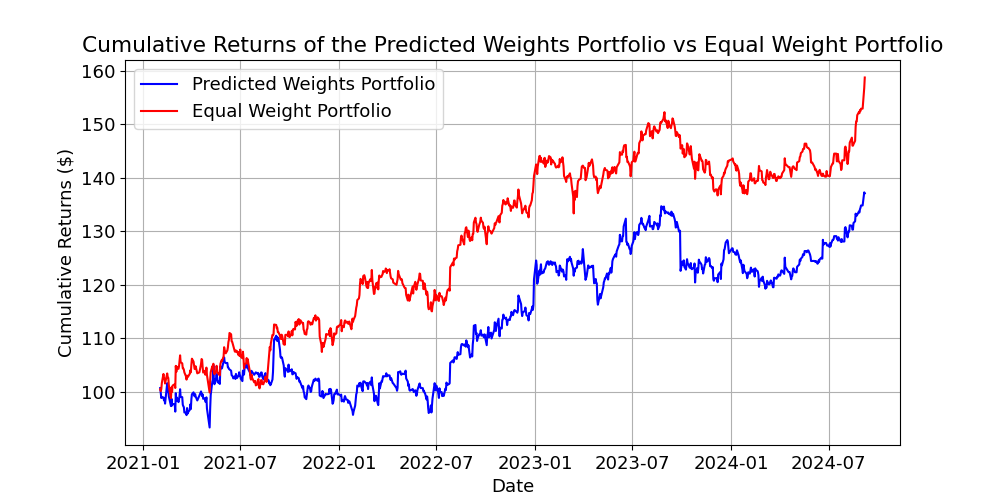 Cumulative Returns of the Predicted Weights Portfolio vs Equal Weight Portfolio
Predicted Weights Portfolio
Equal Weight Portfolio
Cumulative Returns ($)
160
150
140
130
120
110
100
2021-01 2021-07 2022-01 2022-07 2023-01 2023-07 2024-01 2024-07
Date